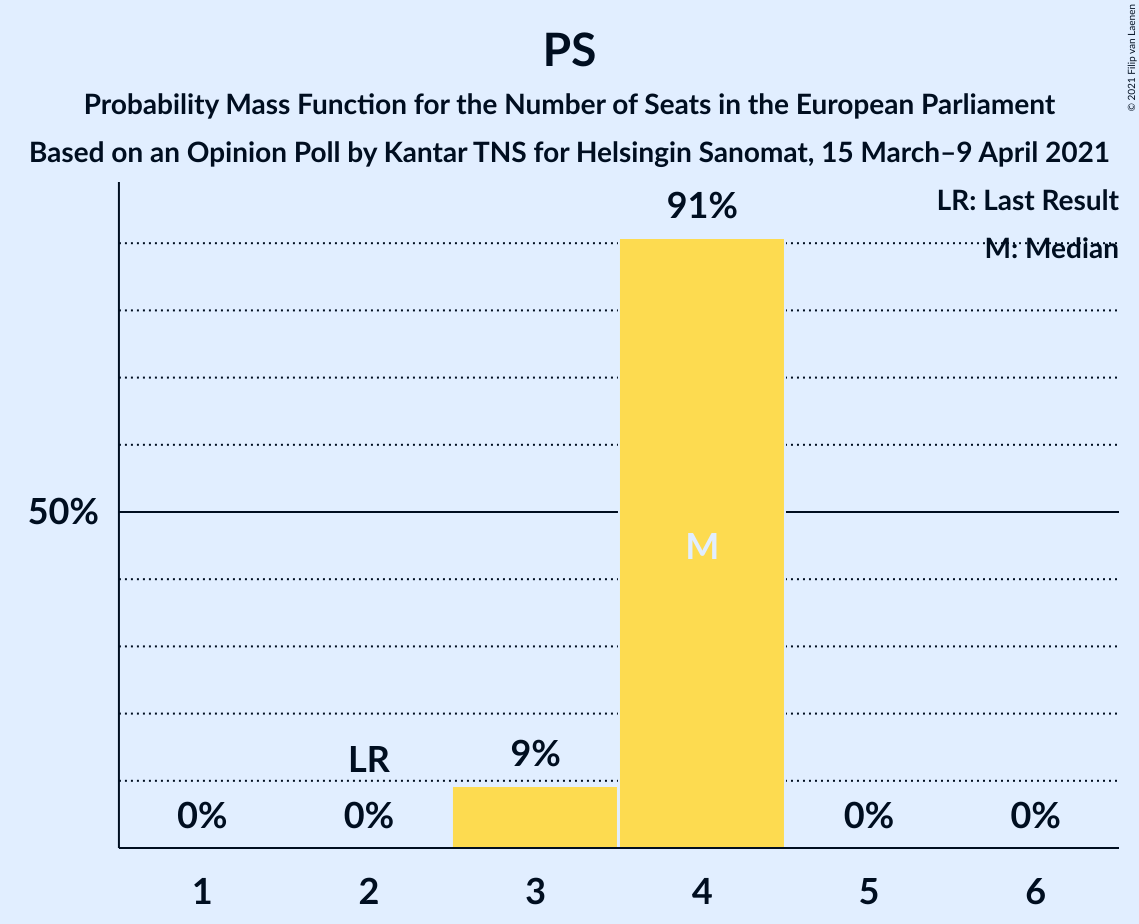 PS
Probability Mass Function for the Number of Seats in the European Parliament
Based on an Opinion Poll by Kantar TNS for Helsingin Sanomat, 15 March–9 April 2021
© 2021 Filip van Laenen
LR: Last Result
M: Median
91%
50%
M
LR
9%
0%
0%
0%
0%
1
2
3
4
5
6